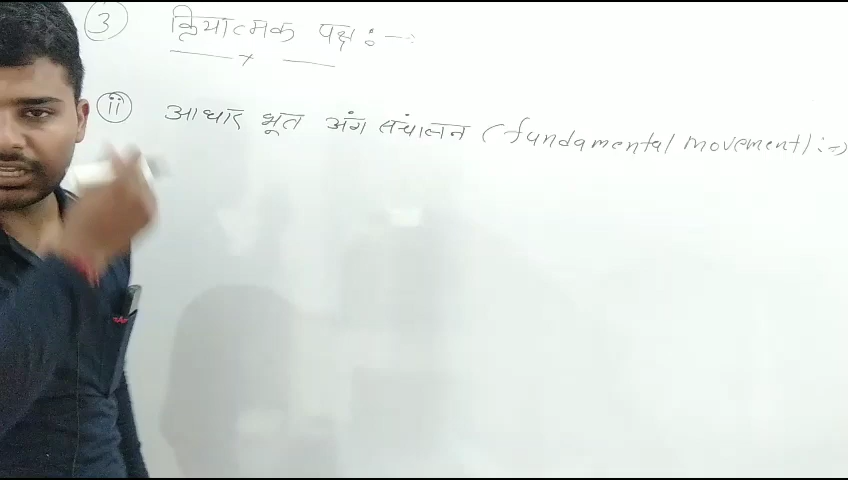 ③ क्रियात्मक पक्ष :→
ii आधार भूत अंग संचालन (fundamental movement) :→